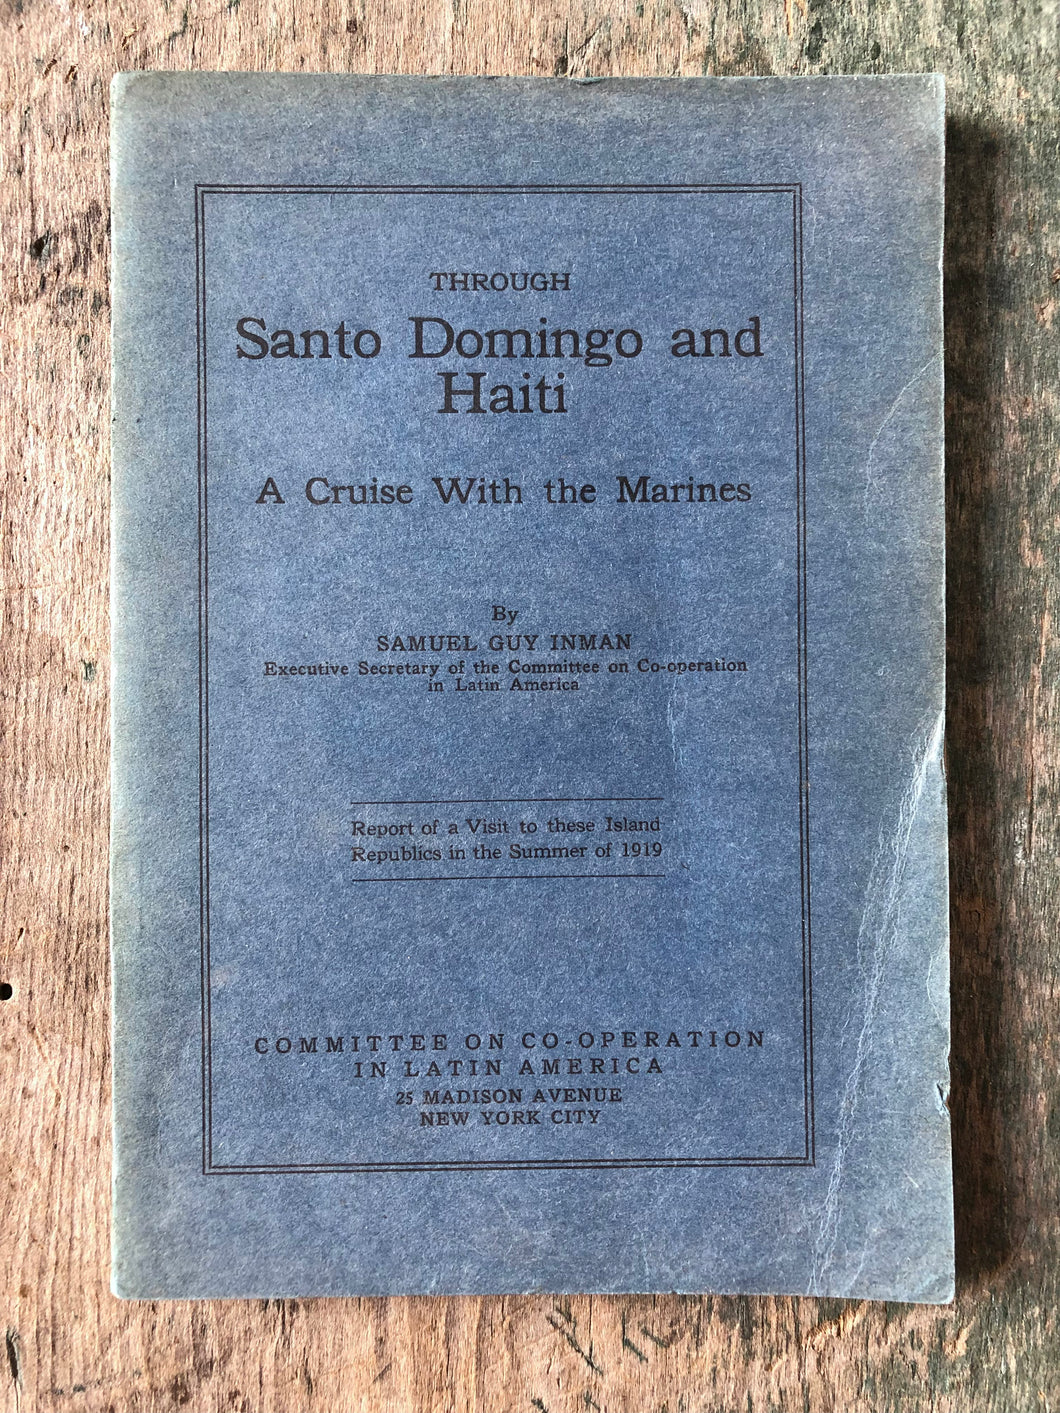 THROUGH
Santo Domingo and
Haiti
A Cruise With the Marines
By
SAMUEL GUY INMAN
Executive Secretary of the Committee on Co-operation
in Latin America
Report of a Visit to these Island
Republics in the Summer of 1919
COMMITTEE ON CO-OPERATION
IN LATIN AMERICA
25 MADISON AVENUE
NEW YORK CITY